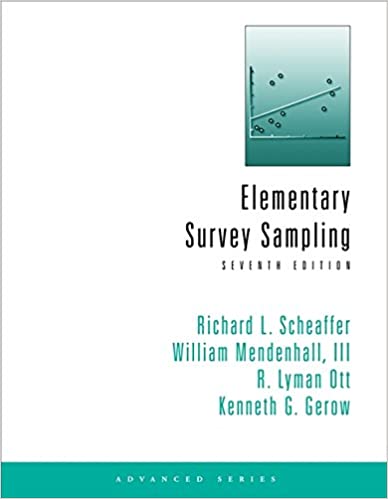 Elementary
Survey Sampling
SEVENTH EDITION
Richard L. Scheaffer
William Mendenhall, III
R. Lyman Ott
Kenneth G. Gerow
ADVANCED SERIES